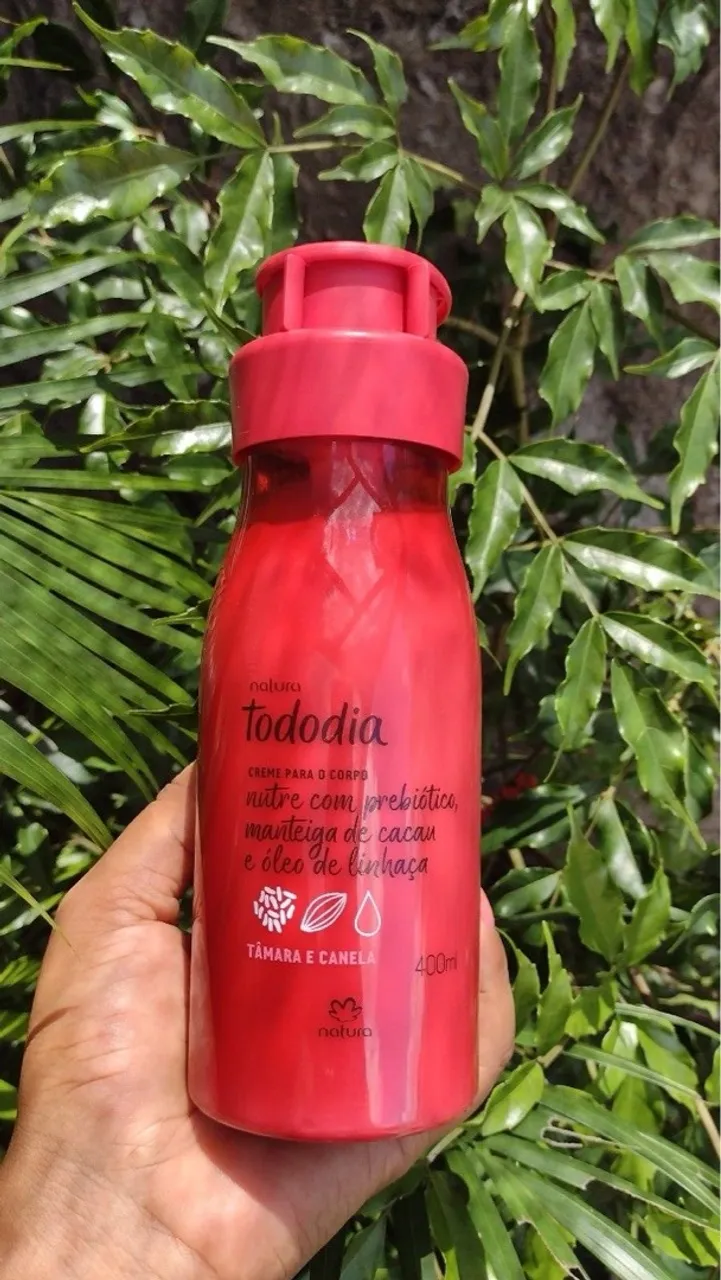 natura
tododia
CREME PARA O CORPO
nutre com prebiótico,
manteiga de cacau
e óleo de linhaça
TÂMARA E CANELA
400ml
natura